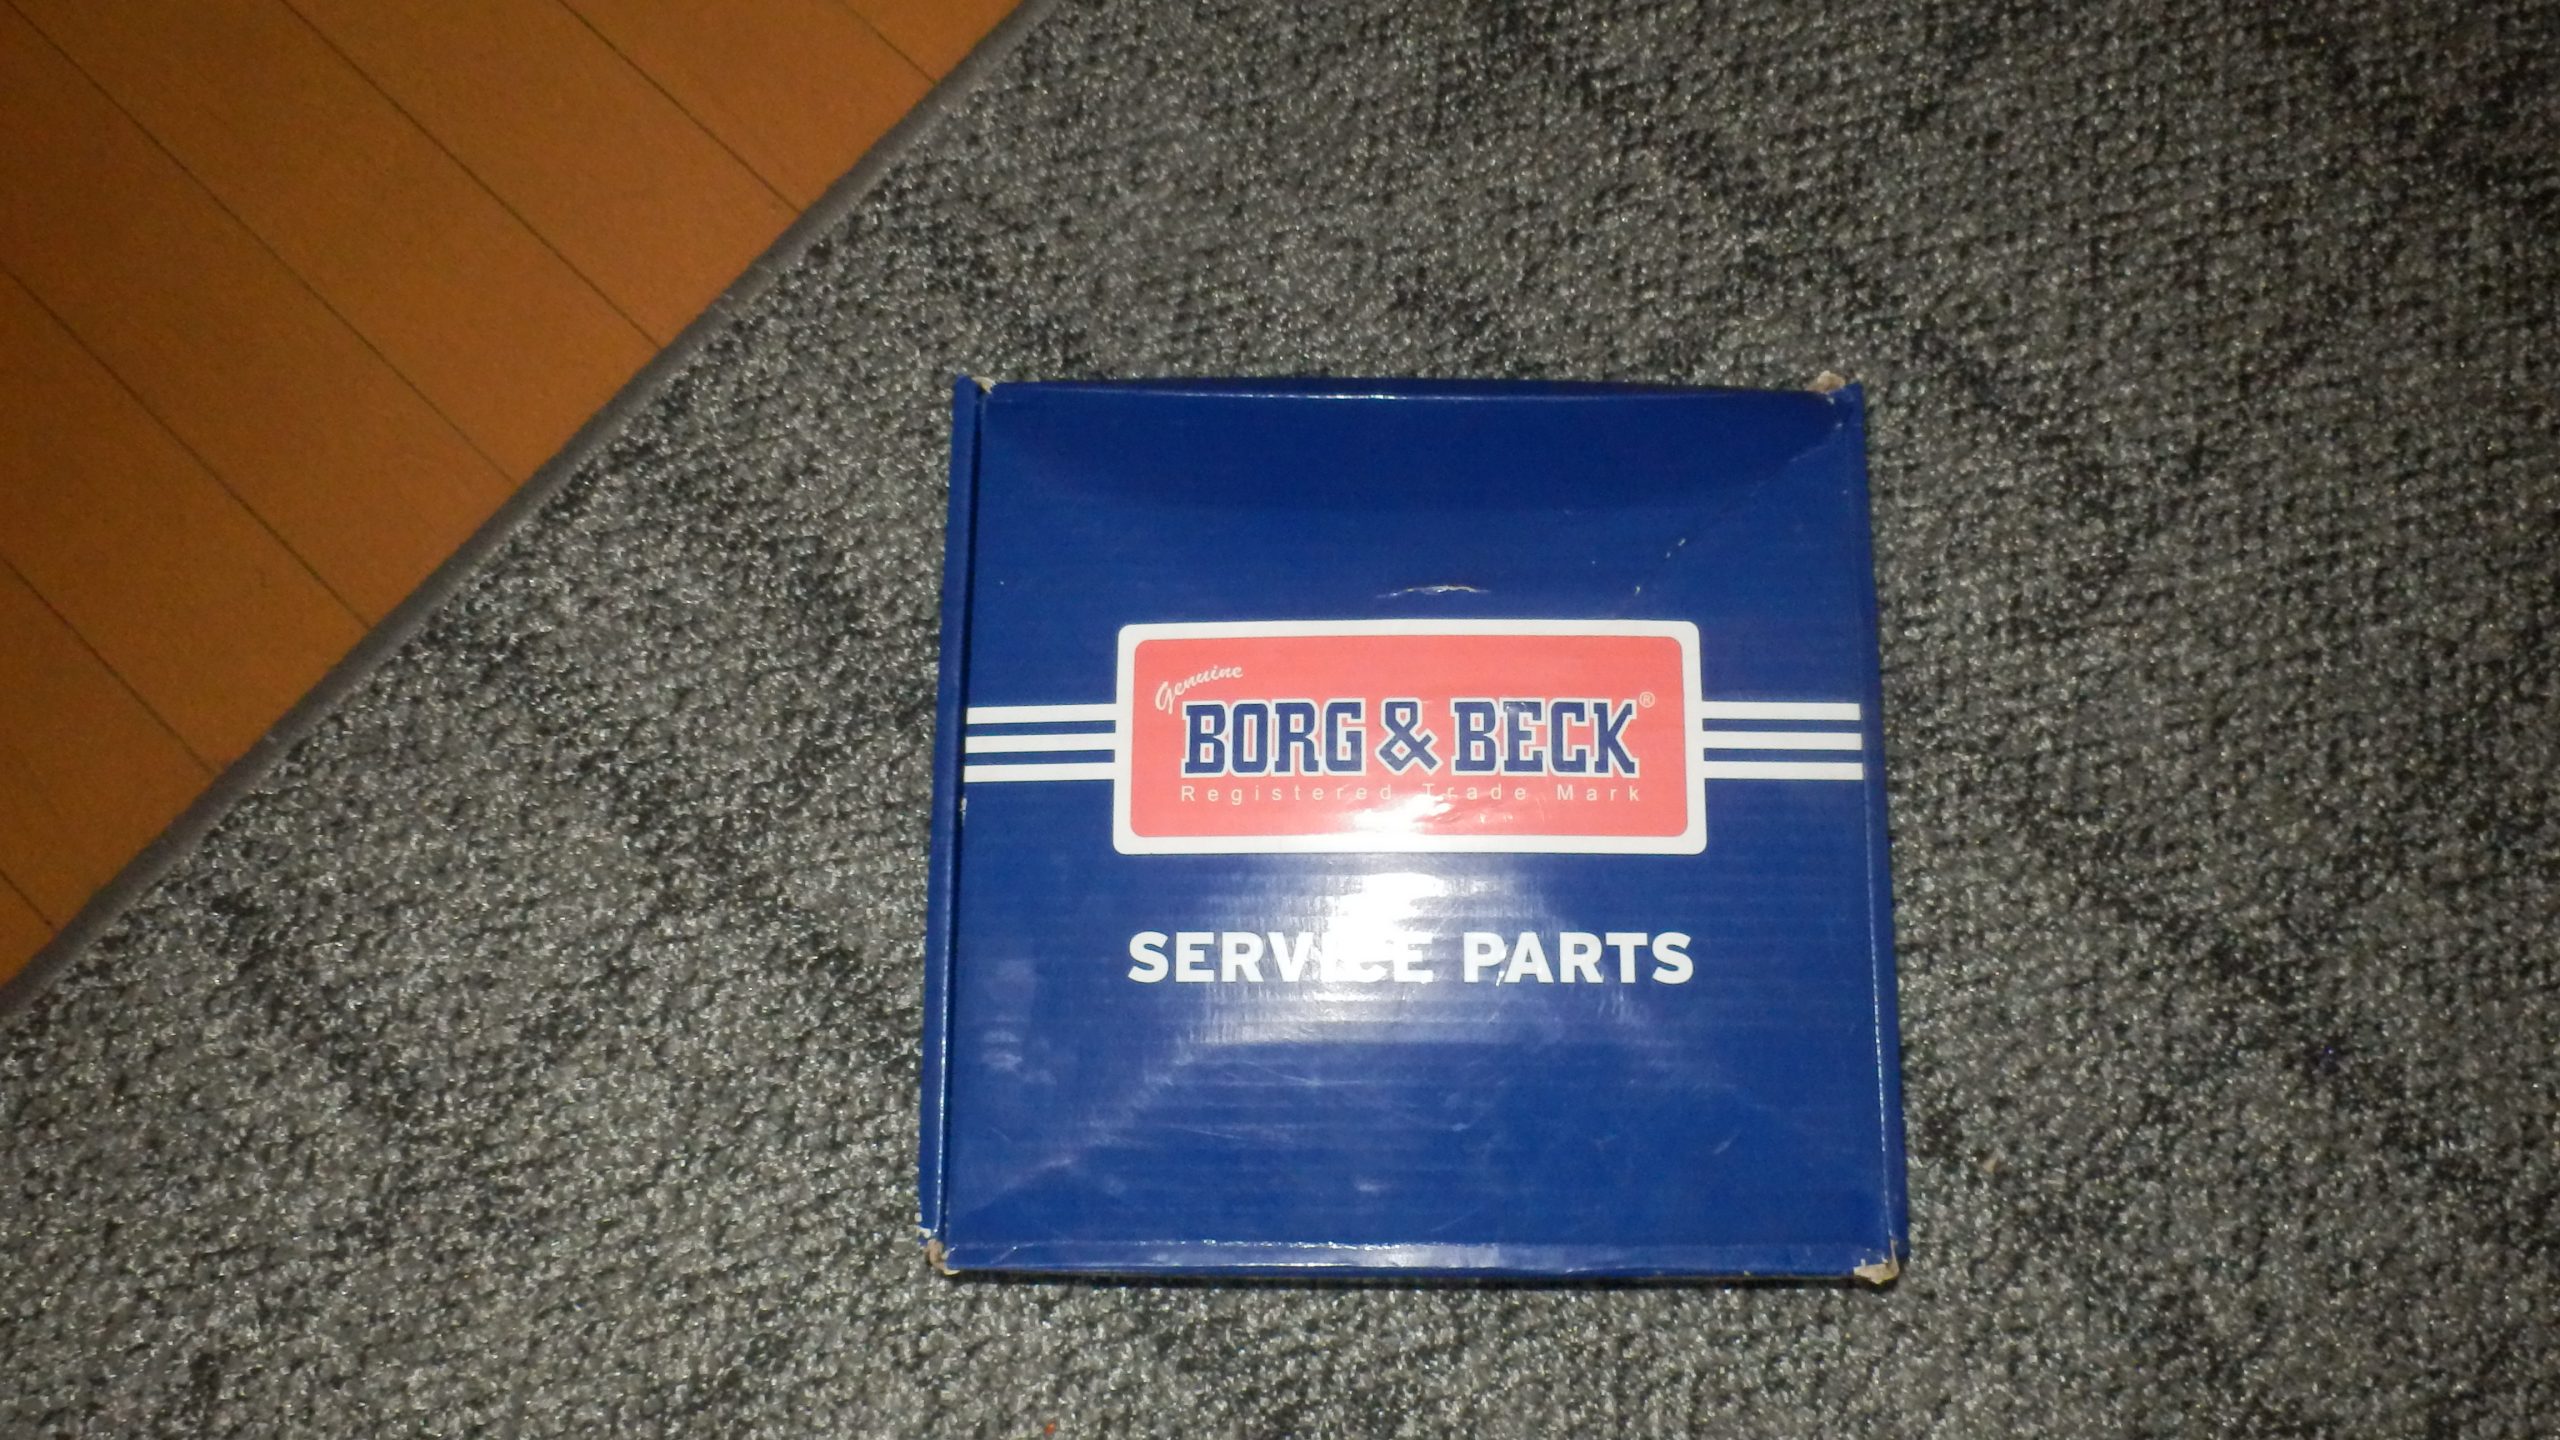 Genuine
BORG & BECK®
Registered Trade Mark
SERVICE PARTS